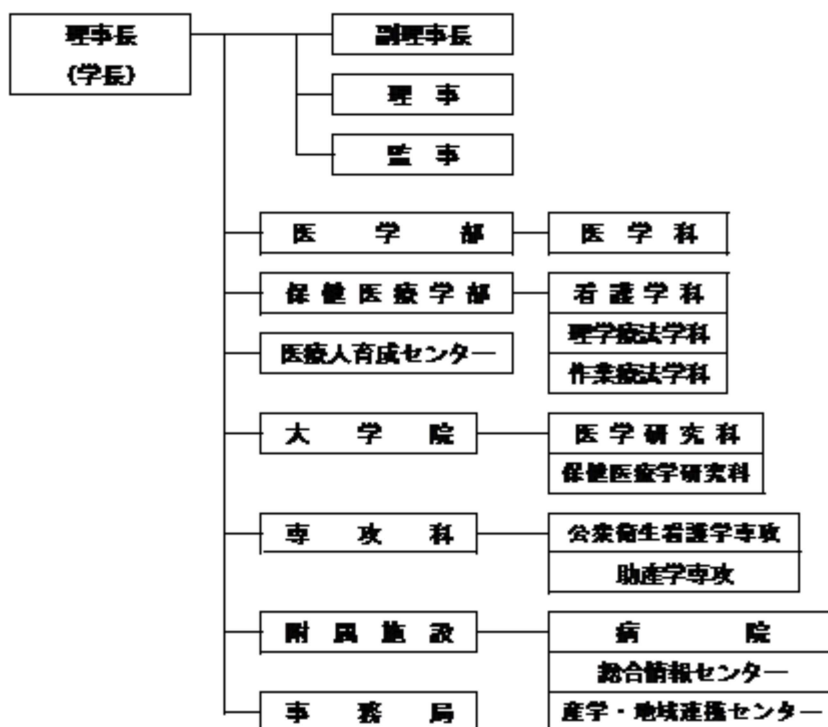 理事長
(学長)
副理事長
理 事
監 事
医 学 部
医 学 科
保 健 医 療 学 部
看 護 学 科
理学療法学科
作業療法学科
医療人育成センター
大 学 院
医 学 研 究 科
保健医療学研究科
専 攻 科
公衆衛生看護学専攻
助産学専攻
附 属 施 設
病 院
総合情報センター
産学・地域連携センター
事 務 局